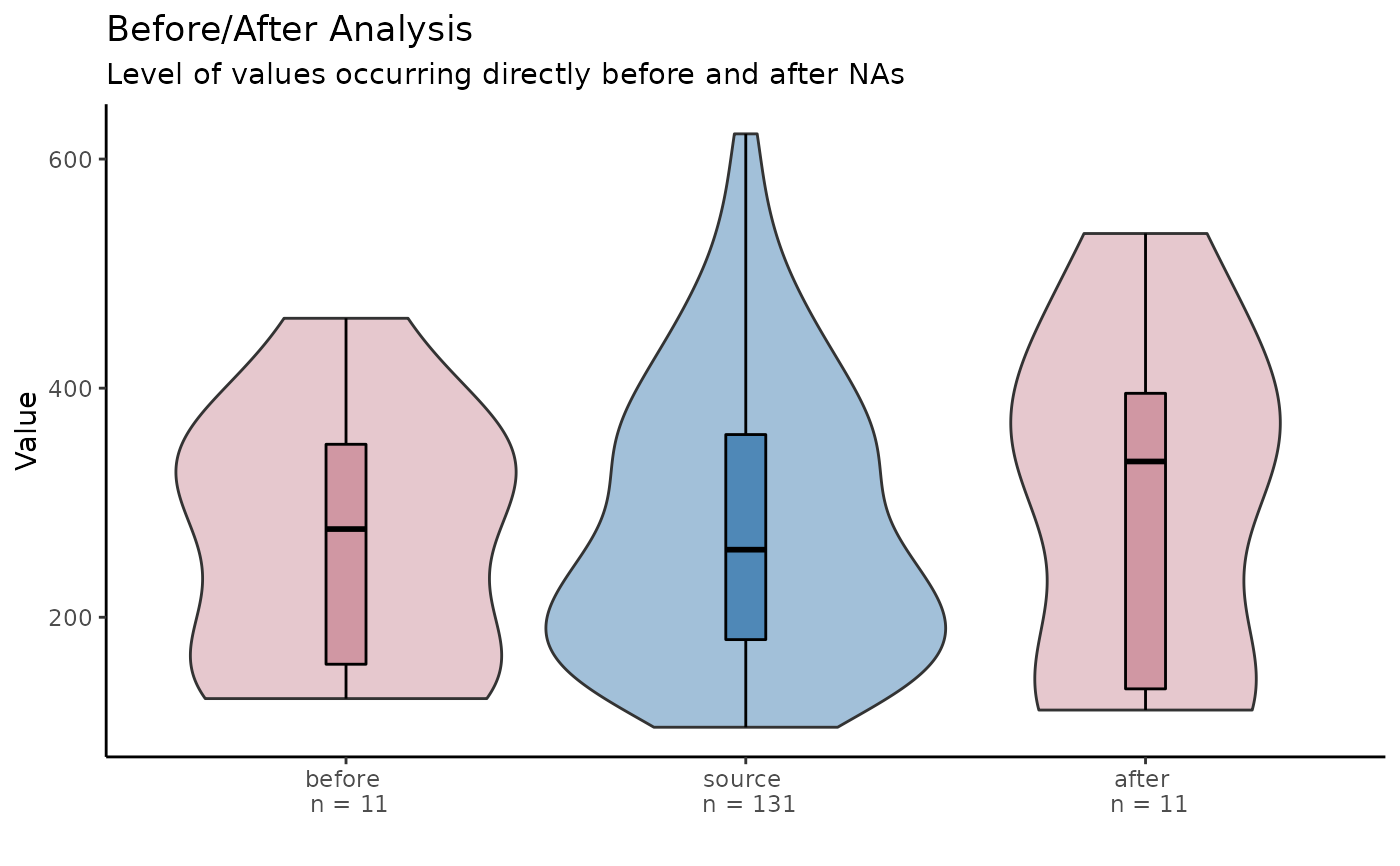 Before/After Analysis
Level of values occurring directly before and after NAs
Value
600
400
200
before
n = 11
source
n = 131
after
n = 11